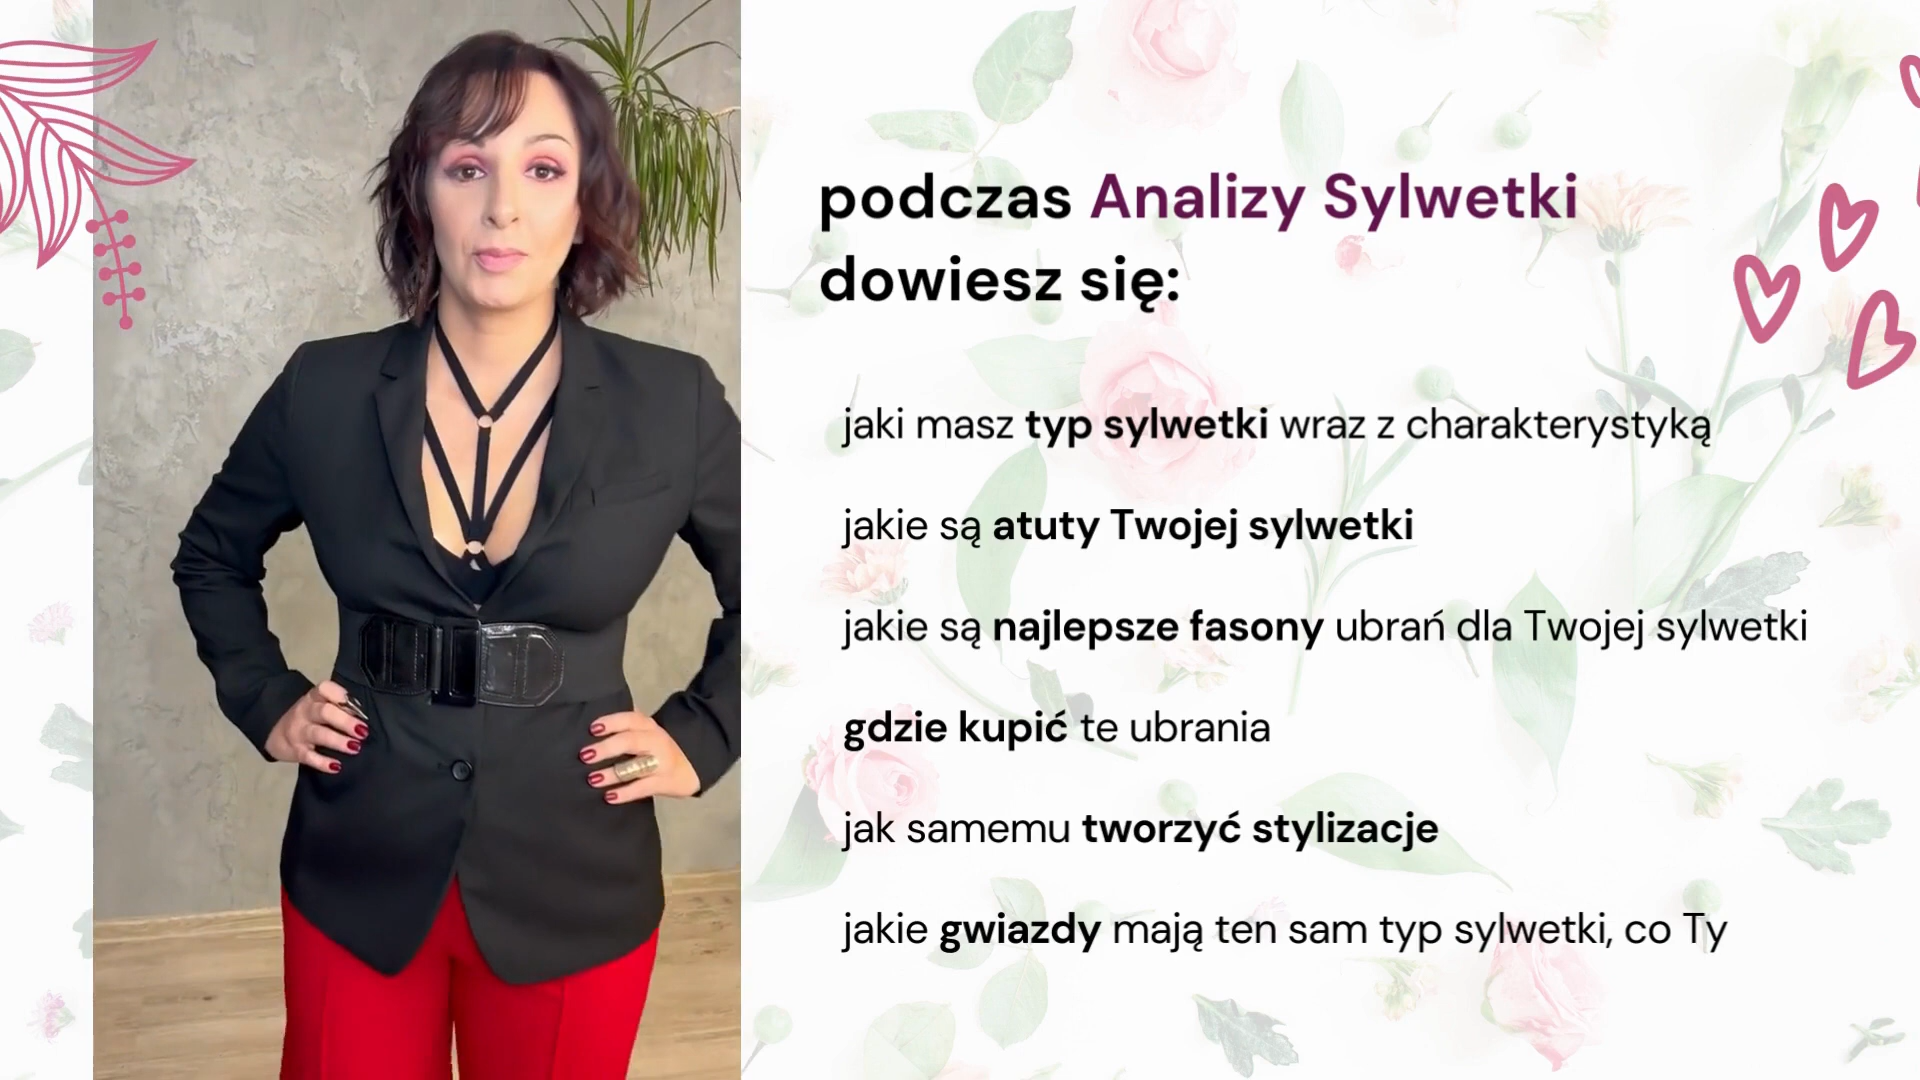 podczas Analizy Sylwetki
dowiesz się:
jaki masz typ sylwetki wraz z charakterystyką
jakie są atuty Twojej sylwetki
jakie są najlepsze fasony ubrań dla Twojej sylwetki
gdzie kupić te ubrania
jak samemu tworzyć stylizacje
jakie gwiazdy mają ten sam typ sylwetki, co Ty